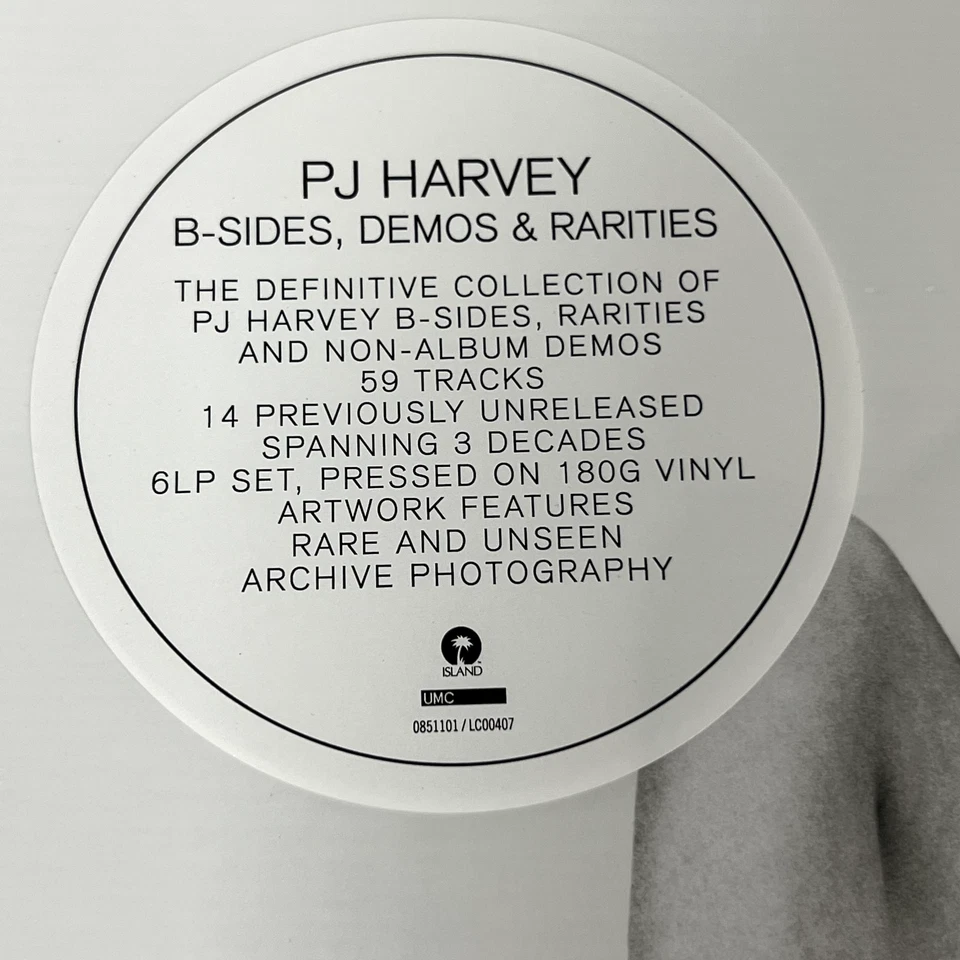 PJ HARVEY
B-SIDES, DEMOS & RARITIES
THE DEFINITIVE COLLECTION OF
PJ HARVEY B-SIDES, RARITIES
AND NON-ALBUM DEMOS
59 TRACKS
14 PREVIOUSLY UNRELEASED
SPANNING 3 DECADES
6LP SET, PRESSED ON 180G VINYL
ARTWORK FEATURES
RARE AND UNSEEN
ARCHIVE PHOTOGRAPHY
ISLAND
UMC
0851101 / LC00407